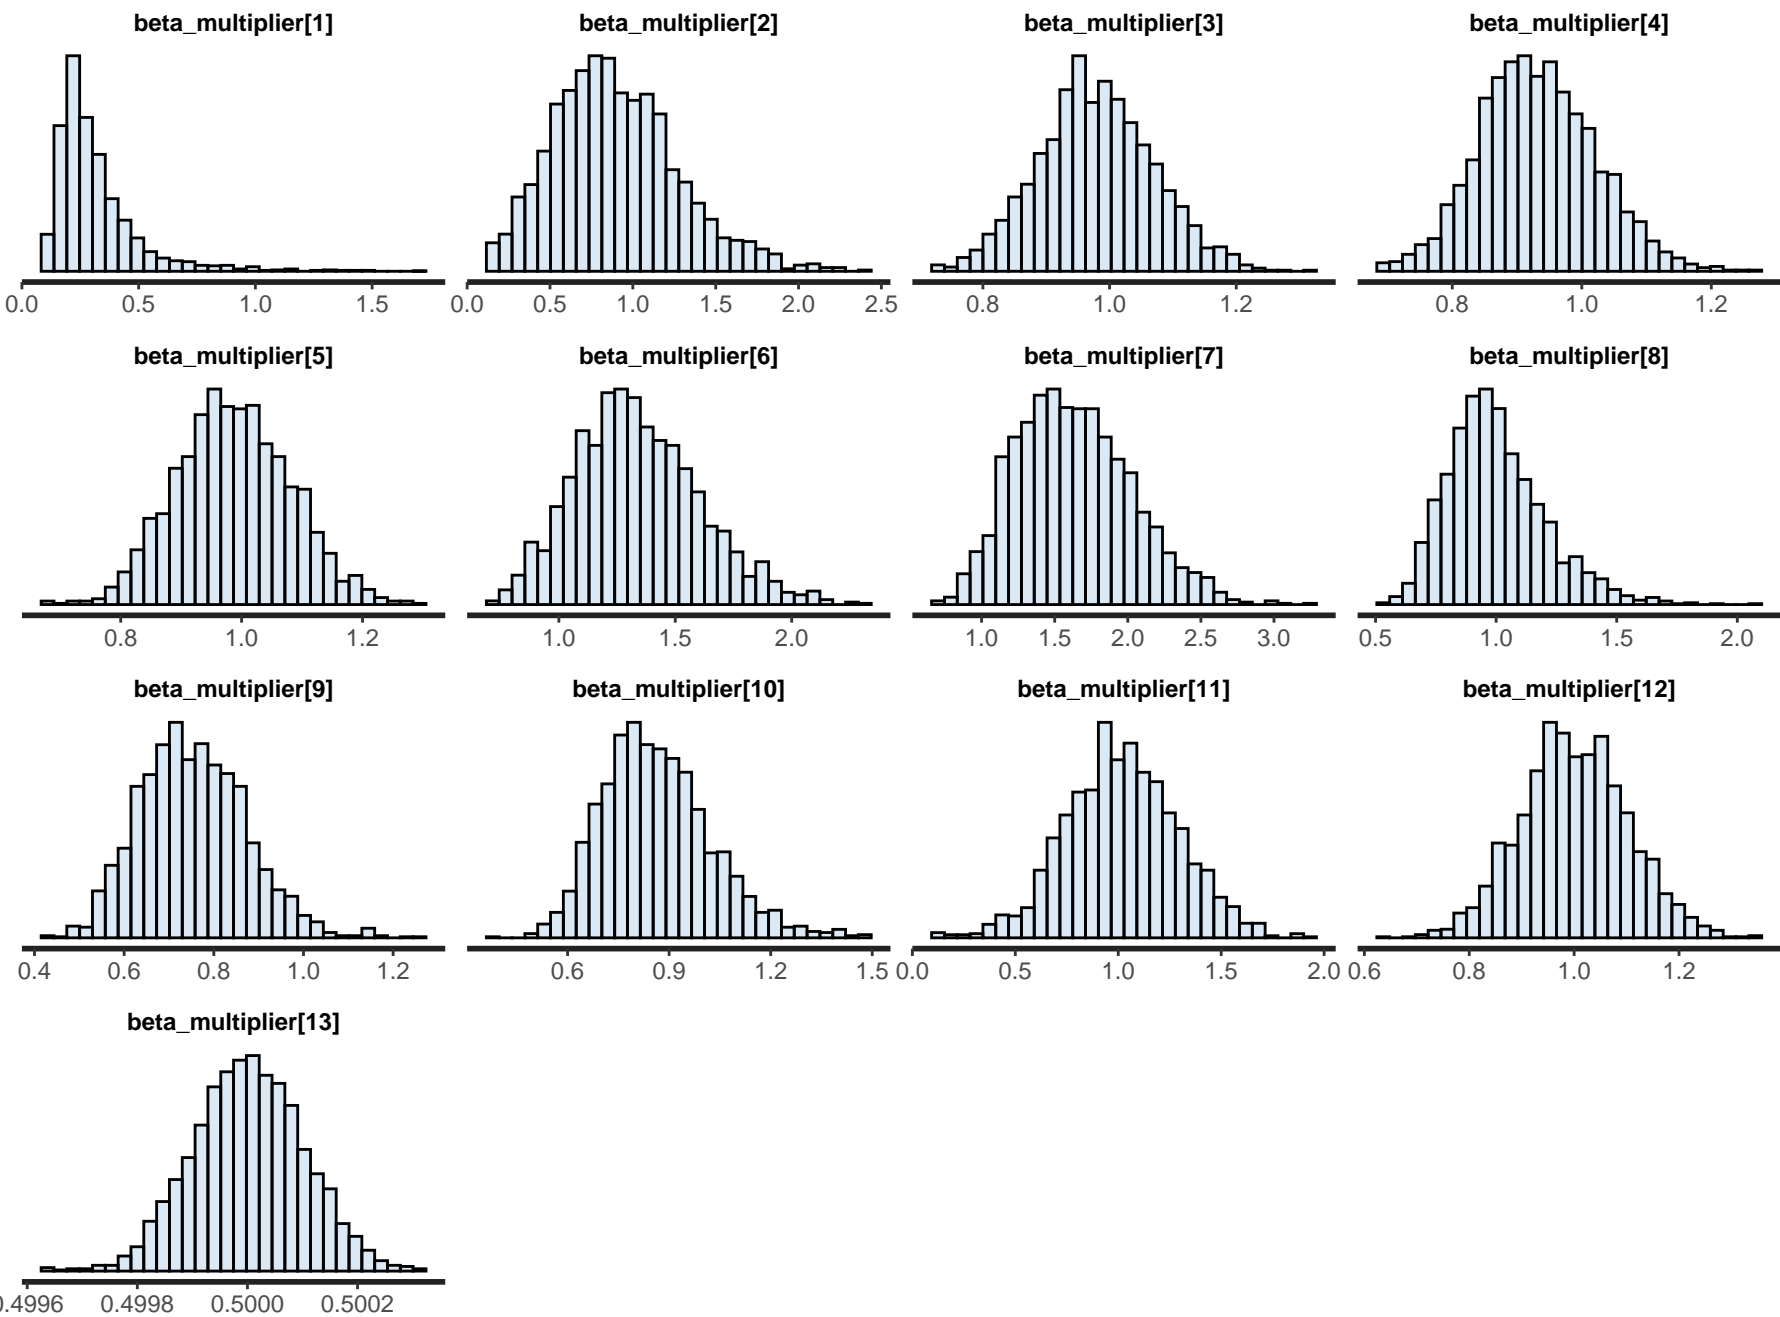 beta_multiplier[1] beta_multiplier[2] beta_multiplier[3] beta_multiplier[4]
0.0 0.5 1.0 1.5 0.0 0.5 1.0 1.5 2.0 2.5 0.8 1.0 1.2 0.8 1.0 1.2
beta_multiplier[5] beta_multiplier[6] beta_multiplier[7] beta_multiplier[8]
0.8 1.0 1.2 1.0 1.5 2.0 1.0 1.5 2.0 2.5 3.0 0.5 1.0 1.5 2.0
beta_multiplier[9] beta_multiplier[10] beta_multiplier[11] beta_multiplier[12]
0.4 0.6 0.8 1.0 1.2 0.6 0.9 1.2 1.5 0.0 0.5 1.0 1.5 2.0 0.6 0.8 1.0 1.2
beta_multiplier[13]
0.4996 0.4998 0.5000 0.5002